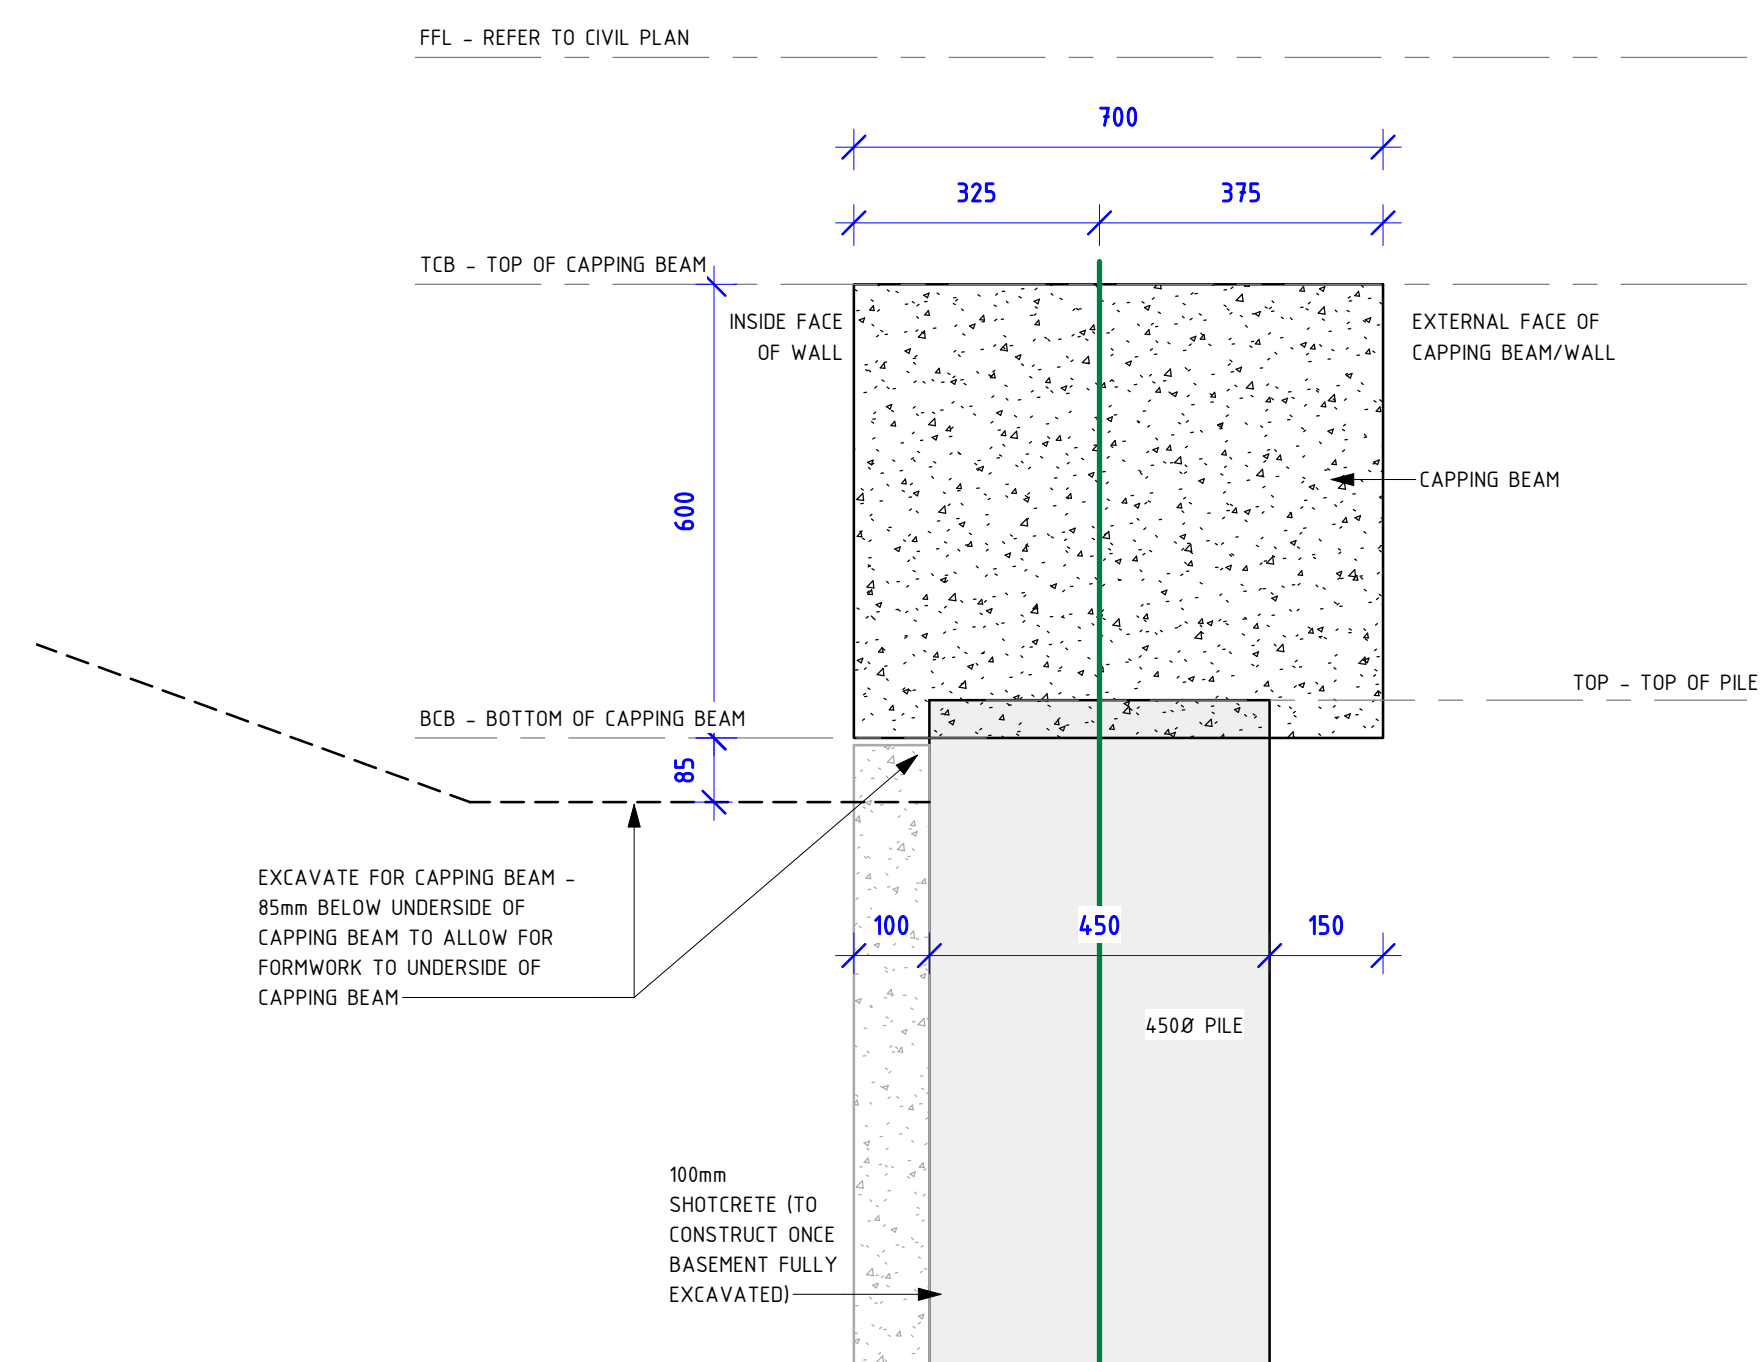 FFL - REFER TO CIVIL PLAN
700
325
375
TCB - TOP OF CAPPING BEAM
INSIDE FACE
OF WALL
EXTERNAL FACE OF
CAPPING BEAM/WALL
CAPPING BEAM
600
TOP - TOP OF PILE
BCB - BOTTOM OF CAPPING BEAM
85
EXCAVATE FOR CAPPING BEAM -
85mm BELOW UNDERSIDE OF
CAPPING BEAM TO ALLOW FOR
FORMWORK TO UNDERSIDE OF
CAPPING BEAM
100
450
150
450Ø PILE
100mm
SHOTCRETE (TO
CONSTRUCT ONCE
BASEMENT FULLY
EXCAVATED)